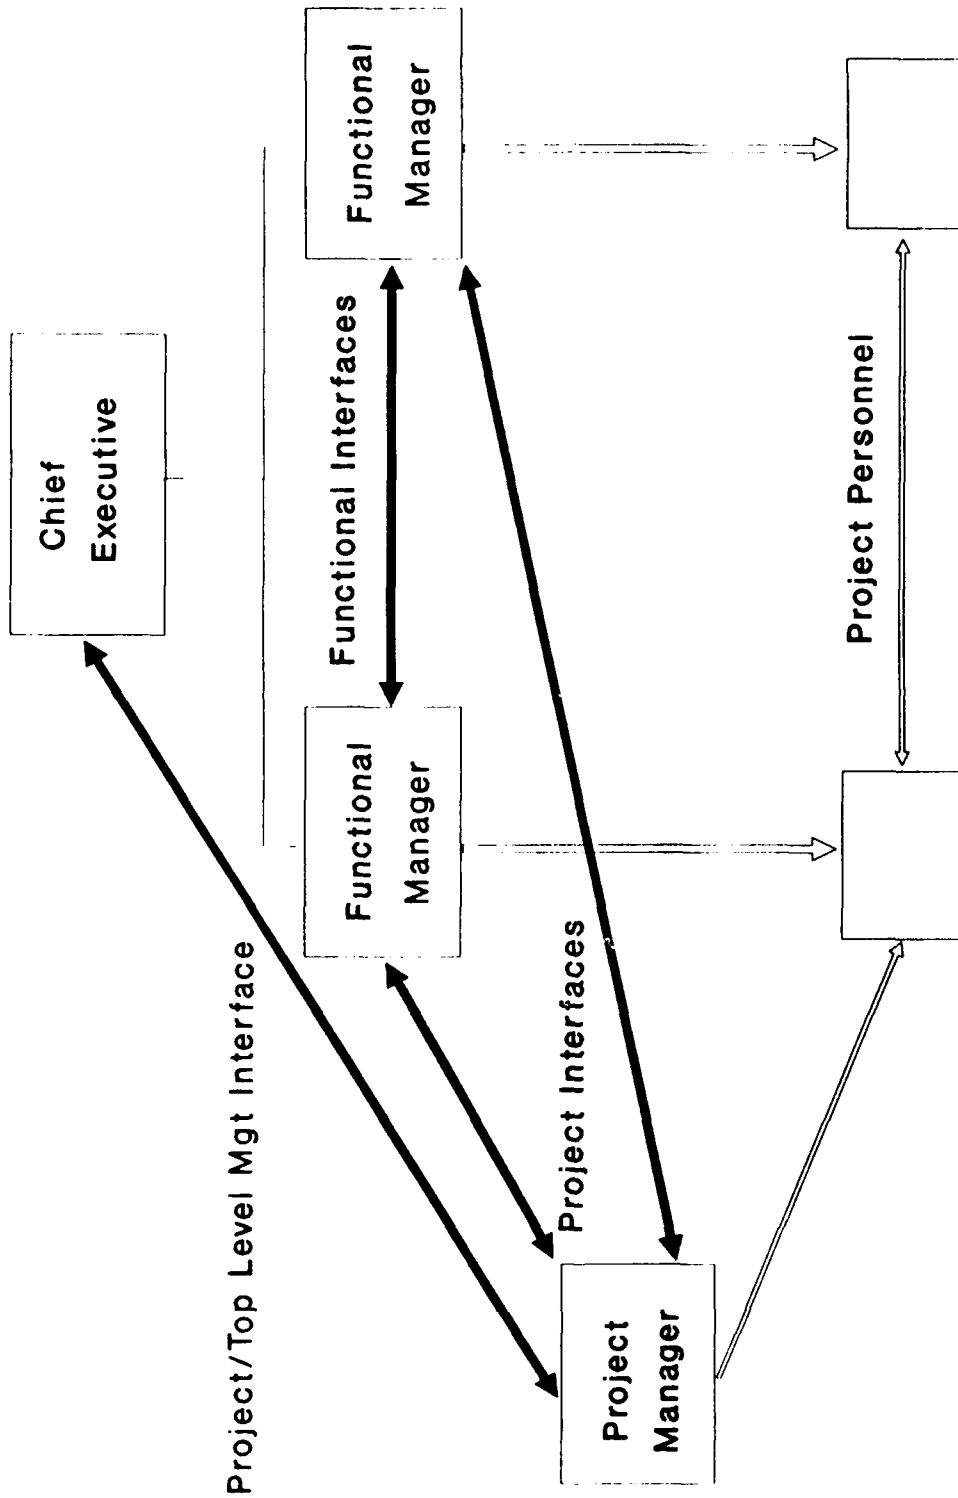 Chief
Executive
Project/Top Level Mgt Interface
Functional
Manager
Functional Interfaces
Functional
Manager
Project Interfaces
Project
Manager
Project Personnel